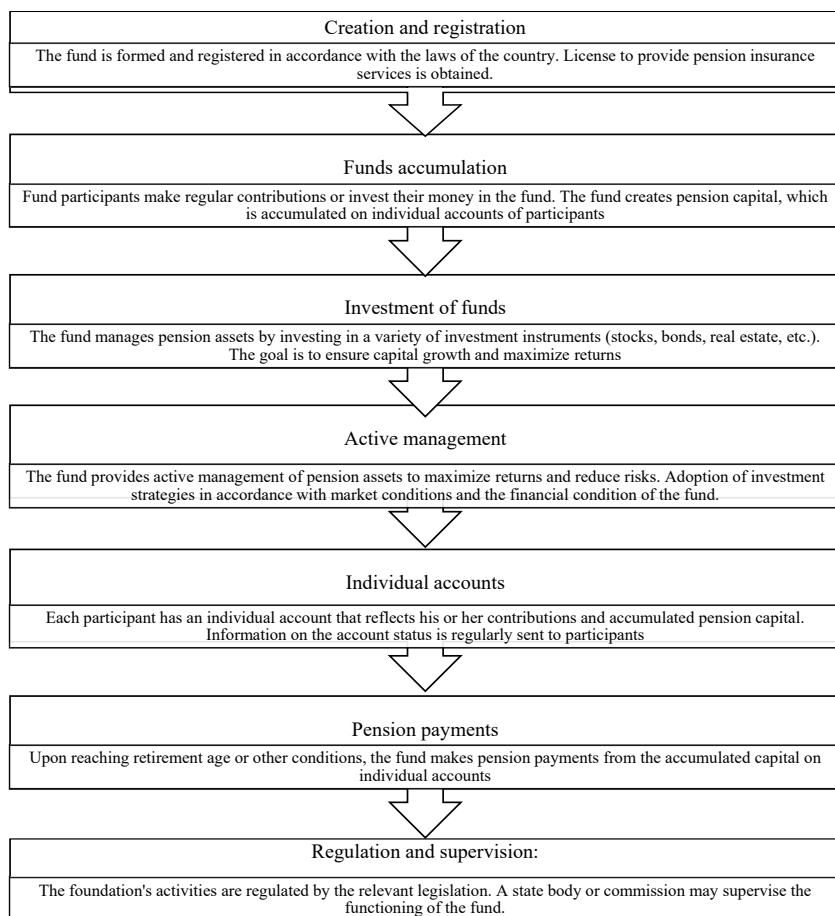 Creation and registration
The fund is formed and registered in accordance with the laws of the country. License to provide pension insurance
services is obtained.
Funds accumulation
Fund participants make regular contributions or invest their money in the fund. The fund creates pension capital, which
is accumulated on individual accounts of participants
Investment of funds
The fund manages pension assets by investing in a variety of investment instruments (stocks, bonds, real estate, etc.).
The goal is to ensure capital growth and maximize returns
Active management
The fund provides active management of pension assets to maximize returns and reduce risks. Adoption of investment
strategies in accordance with market conditions and the financial condition of the fund.
Individual accounts
Each participant has an individual account that reflects his or her contributions and accumulated pension capital.
Information on the account status is regularly sent to participants
Pension payments
Upon reaching retirement age or other conditions, the fund makes pension payments from the accumulated capital on
individual accounts
Regulation and supervision:
The foundation's activities are regulated by the relevant legislation. A state body or commission may supervise the
functioning of the fund.